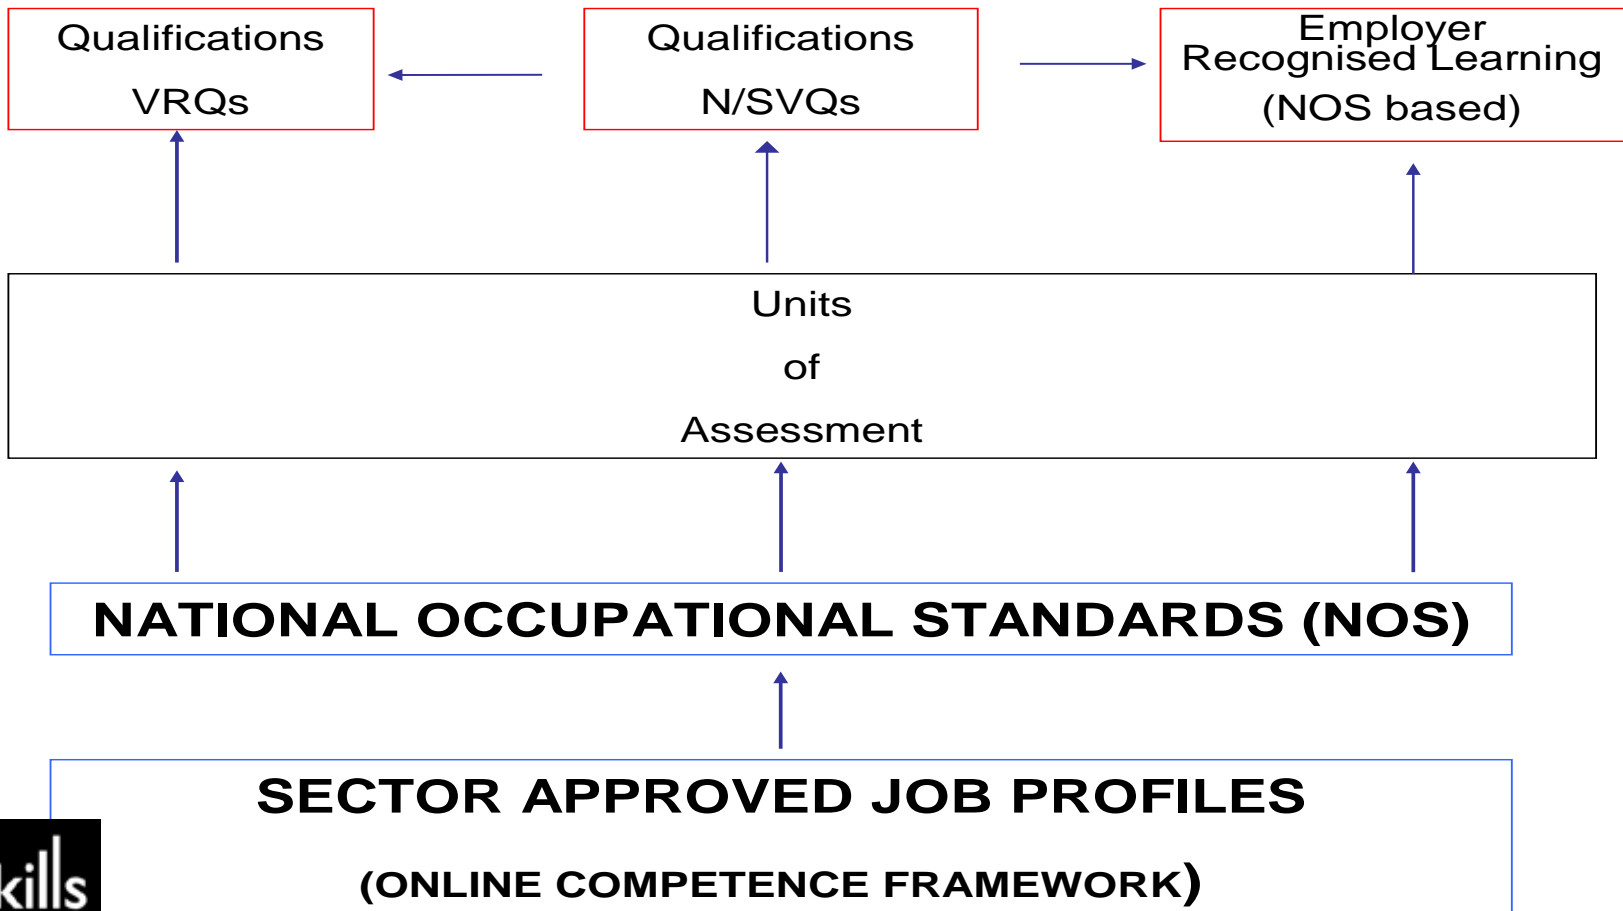 Qualifications
VRQs
Qualifications
N/SVQs
Employer
Recognised Learning
(NOS based)
Units
of
Assessment
NATIONAL OCCUPATIONAL STANDARDS (NOS)
SECTOR APPROVED JOB PROFILES
(ONLINE COMPETENCE FRAMEWORK)
kills